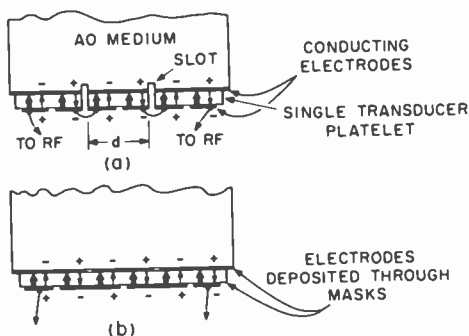 AO MEDIUM
SLOT
CONDUCTING
ELECTRODES
SINGLE TRANSDUCER
PLATELET
- + - + - +
TO RF
d
TO RF
+ - + - + -
(a)
- + - + - +
ELECTRODES
DEPOSITED THROUGH
MASKS
+ - + - + -
(b)